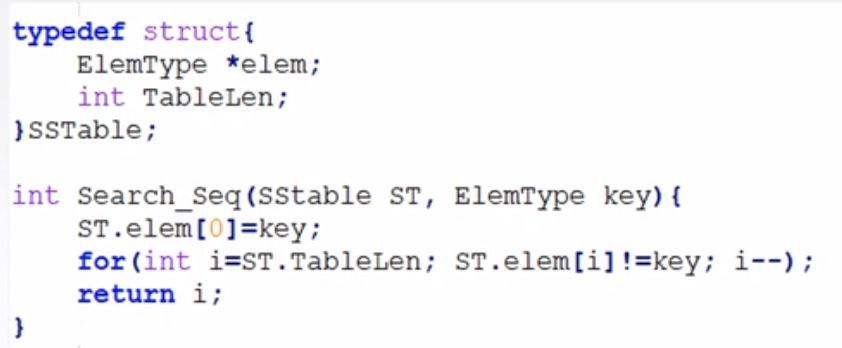 typedef struct{
    ElemType *elem;
    int TableLen;
}SSTable;

int Search_Seq(SStable ST, ElemType key){
    ST.elem[0]=key;
    for(int i=ST.TableLen; ST.elem[i]!=key; i--);
    return i;
}